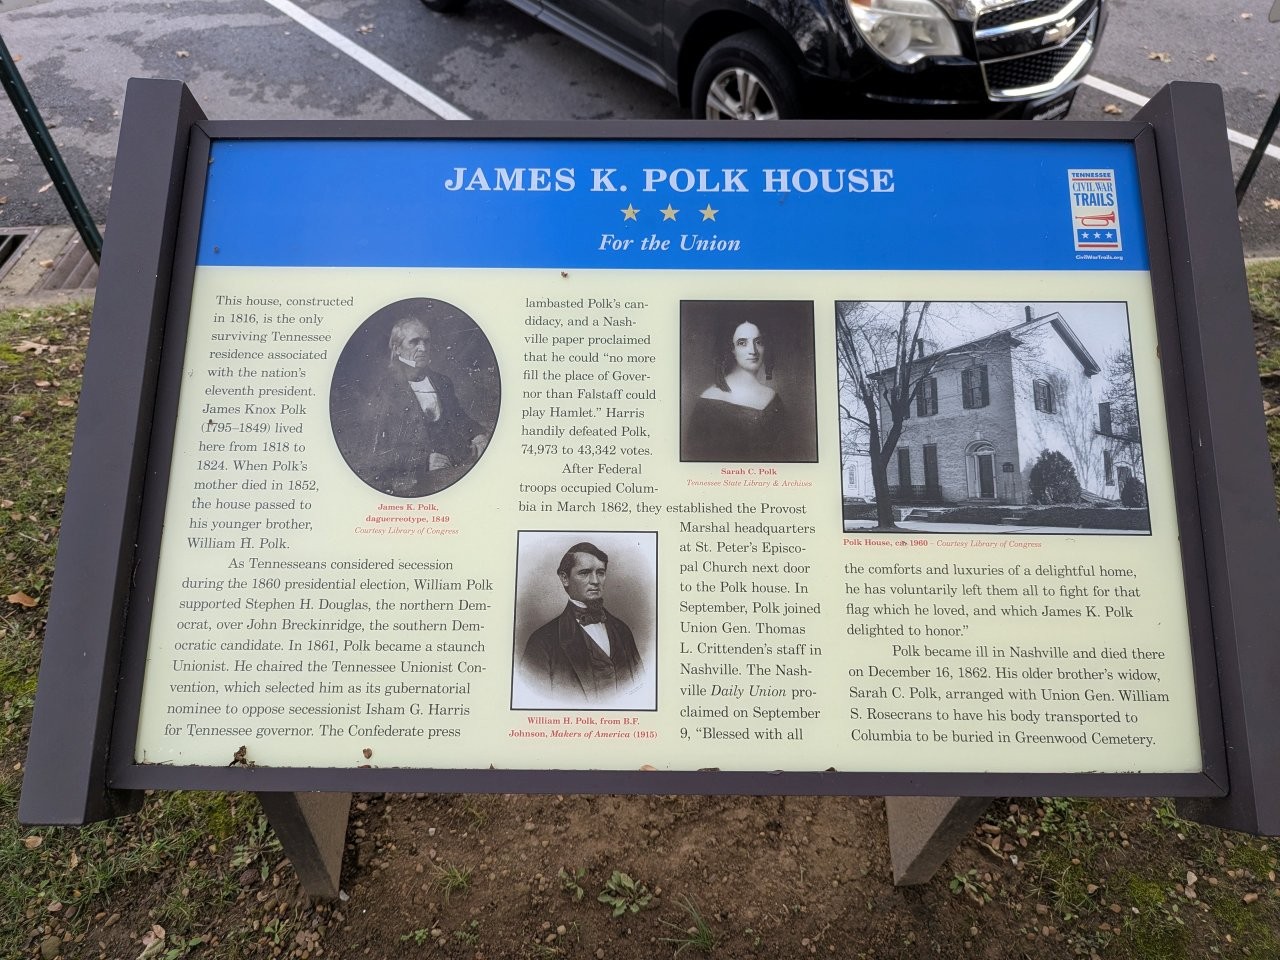 JAMES K. POLK HOUSE
For the Union
TENNESSEE
CIVIL WAR
TRAILS
CivilWarTrails.org
This house, constructed
in 1816, is the only
surviving Tennessee
residence associated
with the nation's
eleventh president.
James Knox Polk
(1795–1849) lived
here from 1818 to
1824. When Polk's
mother died in 1852,
the house passed to
his younger brother,
William H. Polk.
As Tennesseans considered secession
during the 1860 presidential election, William Polk
supported Stephen H. Douglas, the northern Dem-
ocrat, over John Breckinridge, the southern Dem-
ocratic candidate. In 1861, Polk became a staunch
Unionist. He chaired the Tennessee Unionist Con-
vention, which selected him as its gubernatorial
nominee to oppose secessionist Isham G. Harris
for Tennessee governor. The Confederate press
James K. Polk,
daguerreotype, 1849
Courtesy Library of Congress
lambasted Polk's can-
didacy, and a Nash-
ville paper proclaimed
that he could "no more
fill the place of Gover-
nor than Falstaff could
play Hamlet." Harris
handily defeated Polk,
74,973 to 43,342 votes.
After Federal
troops occupied Colum-
bia in March 1862, they established the Provost
Marshal headquarters
at St. Peter's Episco-
pal Church next door
to the Polk house. In
September, Polk joined
Union Gen. Thomas
L. Crittenden's staff in
Nashville. The Nash-
ville Daily Union pro-
claimed on September
9, "Blessed with all
Sarah C. Polk
Tennessee State Library & Archives
William H. Polk, from B.F.
Johnson, Makers of America (1915)
Polk House, ca. 1960 – Courtesy Library of Congress
the comforts and luxuries of a delightful home,
he has voluntarily left them all to fight for that
flag which he loved, and which James K. Polk
delighted to honor."
Polk became ill in Nashville and died there
on December 16, 1862. His older brother's widow,
Sarah C. Polk, arranged with Union Gen. William
S. Rosecrans to have his body transported to
Columbia to be buried in Greenwood Cemetery.